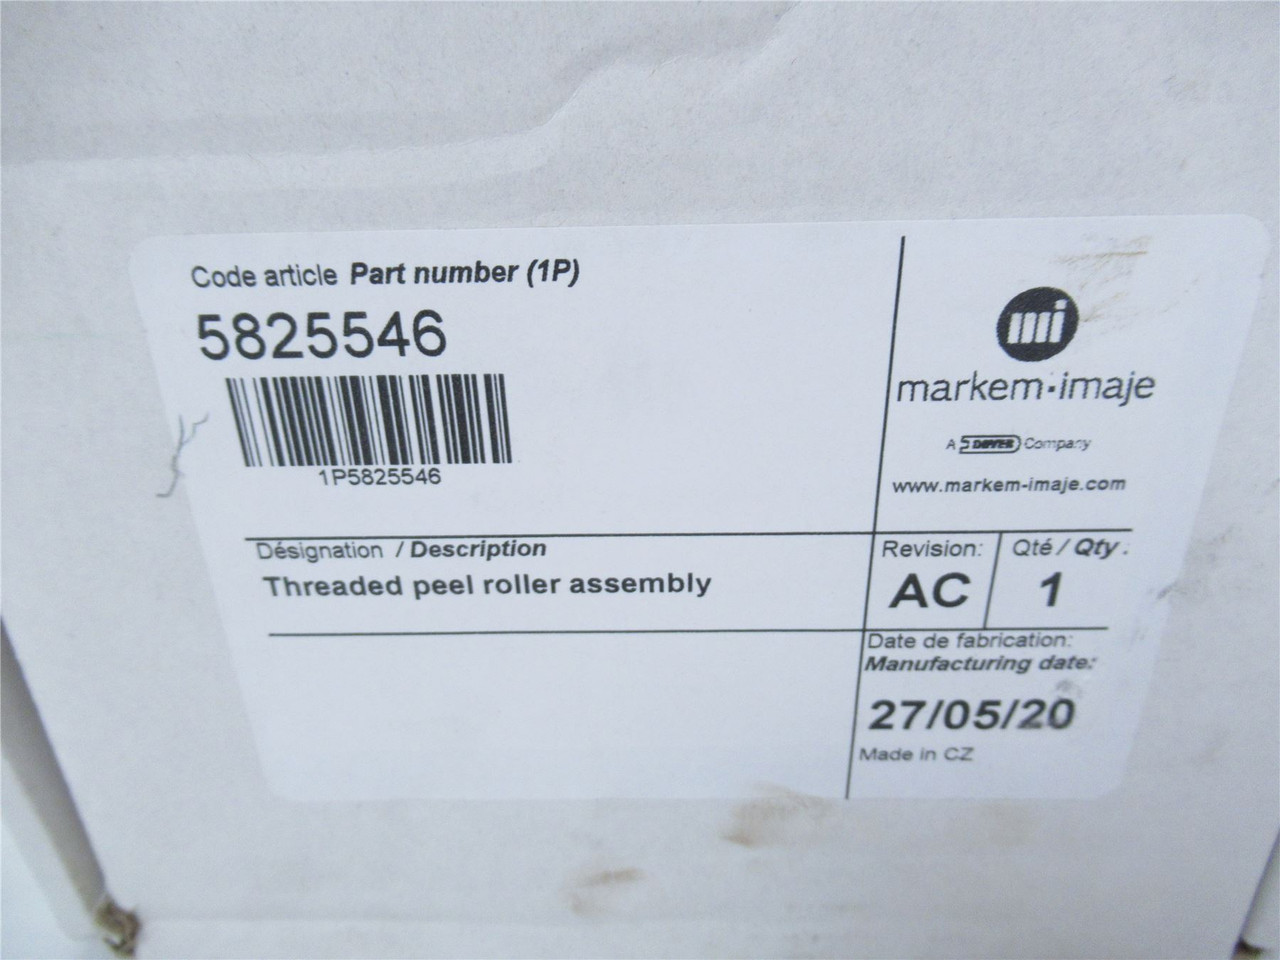 Code article Part number (1P)
5825546
1P5825546
mi
markem·imaje
A DOVER Company
www.markem-imaje.com
Désignation / Description
Threaded peel roller assembly
Revision:
AC
Qté / Qty :
1
Date de fabrication:
Manufacturing date:
27/05/20
Made in CZ